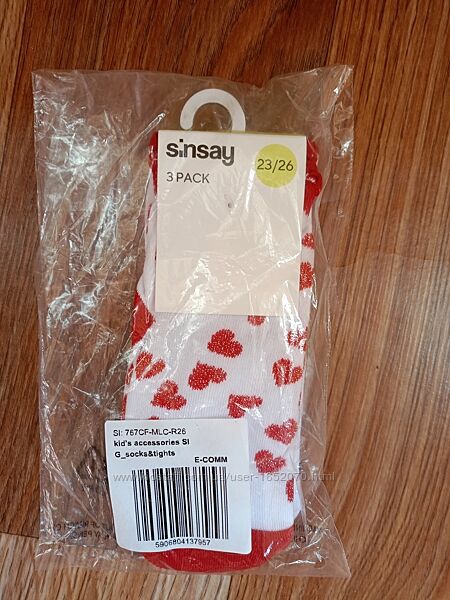 sinsay
23/26
3 PACK
SI: 767CF-MLC-R26
kid's accessories SI
G_socks&tights
E-COMM
5906804137957